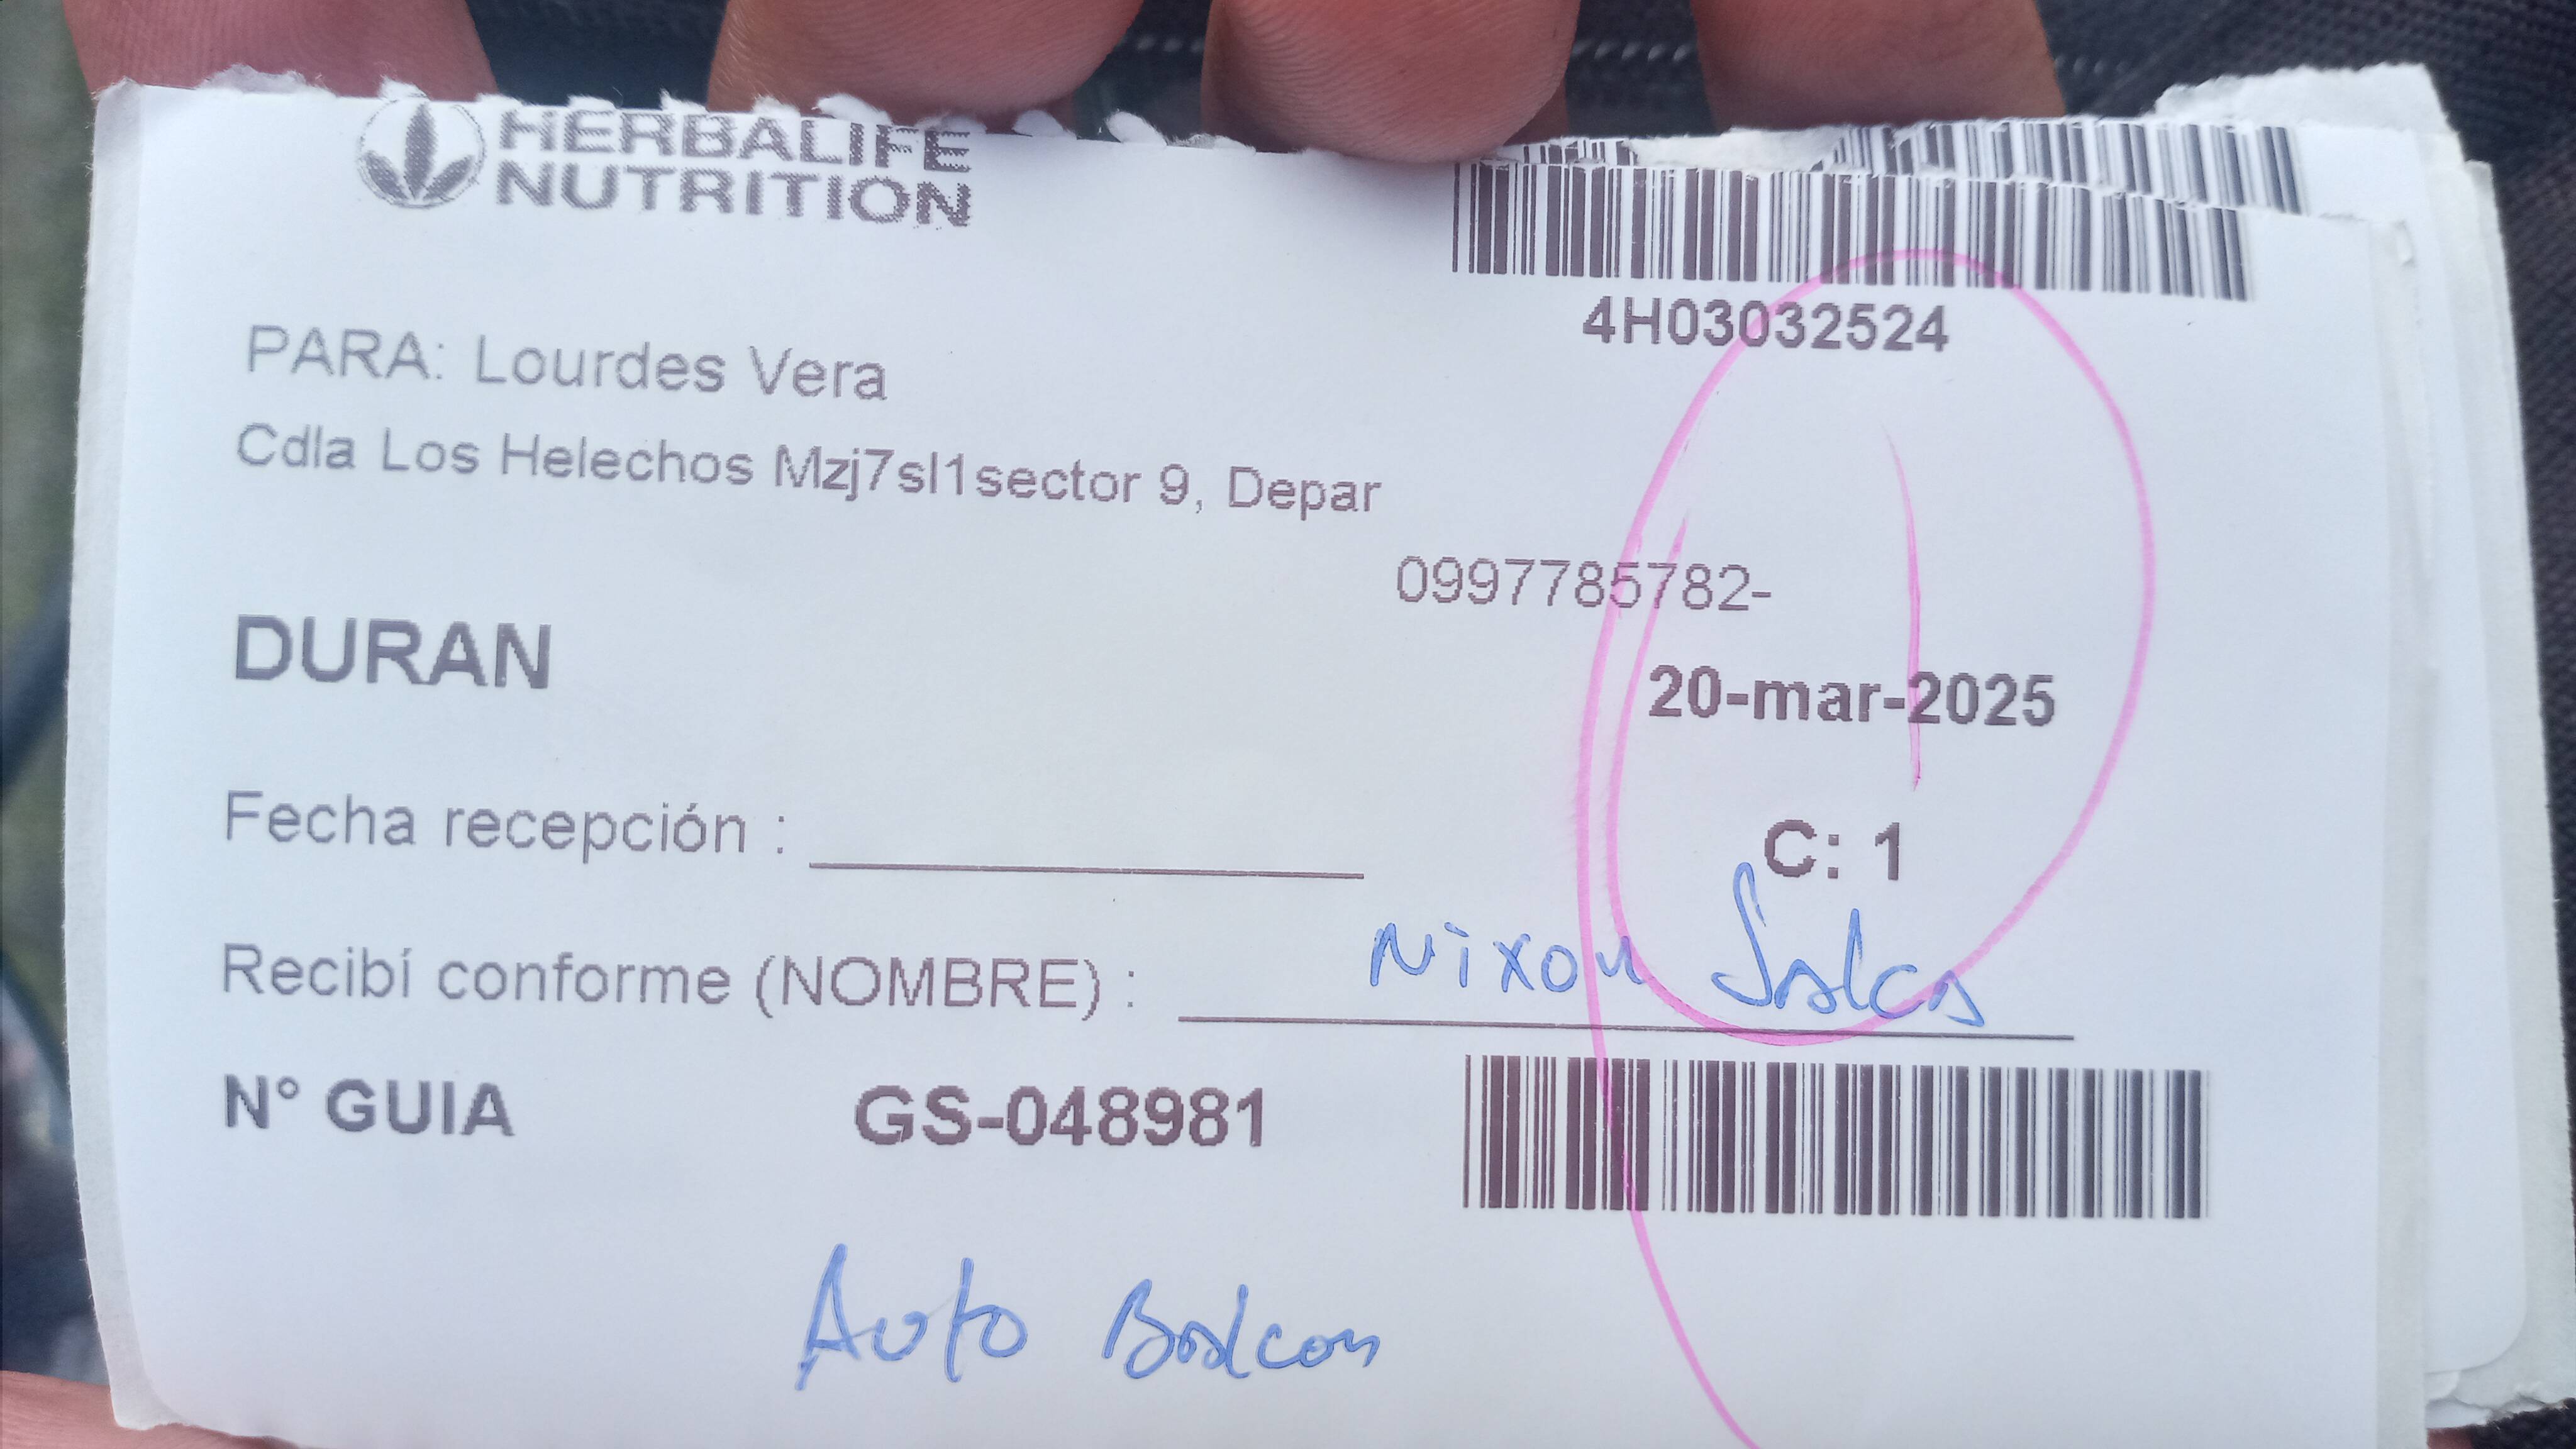 HERBALIFE
NUTRITION
4H03032524
PARA: Lourdes Vera
Cdla Los Helechos Mzj7sl1sector 9, Depar
0997785782-
DURAN
20-mar-2025
Fecha recepción :
C: 1
Recibí conforme (NOMBRE) : Nixon
N° GUIA GS-048981
Auto